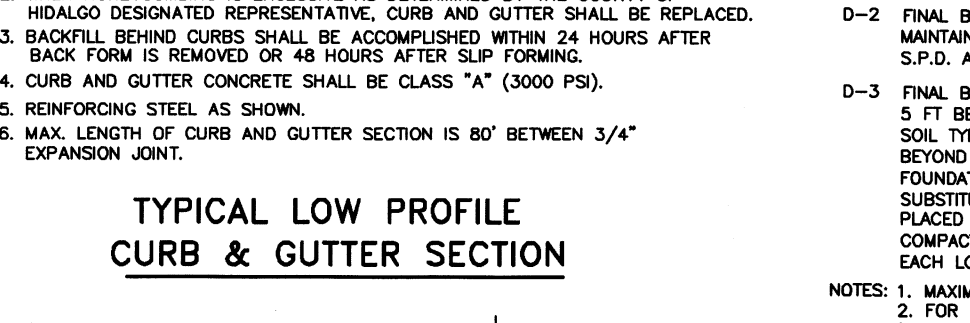 HIDALGO DESIGNATED REPRESENTATIVE, CURB AND GUTTER SHALL BE REPLACED.
3. BACKFILL BEHIND CURBS SHALL BE ACCOMPLISHED WITHIN 24 HOURS AFTER
BACK FORM IS REMOVED OR 48 HOURS AFTER SLIP FORMING.
4. CURB AND GUTTER CONCRETE SHALL BE CLASS "A" (3000 PSI).
5. REINFORCING STEEL AS SHOWN.
6. MAX. LENGTH OF CURB AND GUTTER SECTION IS 80' BETWEEN 3/4"
EXPANSION JOINT.
TYPICAL LOW PROFILE
CURB & GUTTER SECTION
D-2 FINAL B
MAINTAIN
S.P.D. A
D-3 FINAL B
5 FT BE
SOIL TY
BEYOND
FOUNDAT
SUBSTIT
PLACED
COMPACT
EACH LO
NOTES: 1. MAXIM
2. FOR